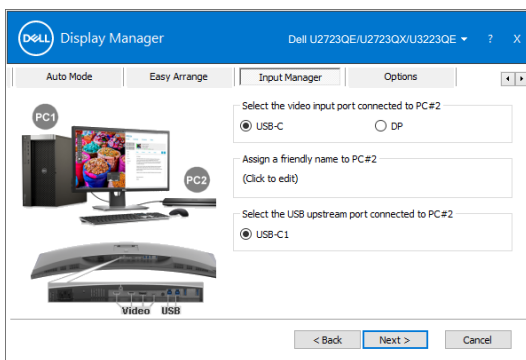 DELL Display Manager
Dell U2723QE/U2723QX/U3223QE ? X
Auto Mode Easy Arrange Input Manager Options
PC1
PC2
Video USB
Select the video input port connected to PC#2
USB-C DP
Assign a friendly name to PC#2
(Click to edit)
Select the USB upstream port connected to PC#2
USB-C1
< Back Next > Cancel